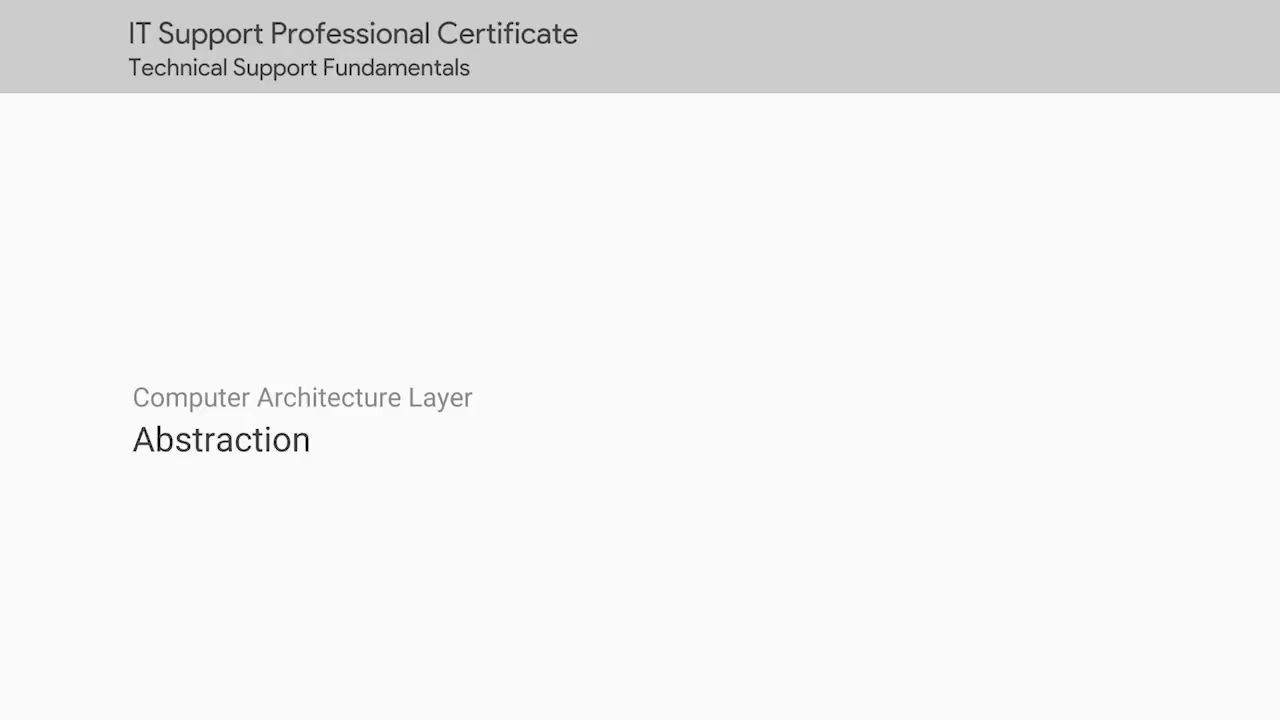 IT Support Professional Certificate
Technical Support Fundamentals
Computer Architecture Layer
Abstraction